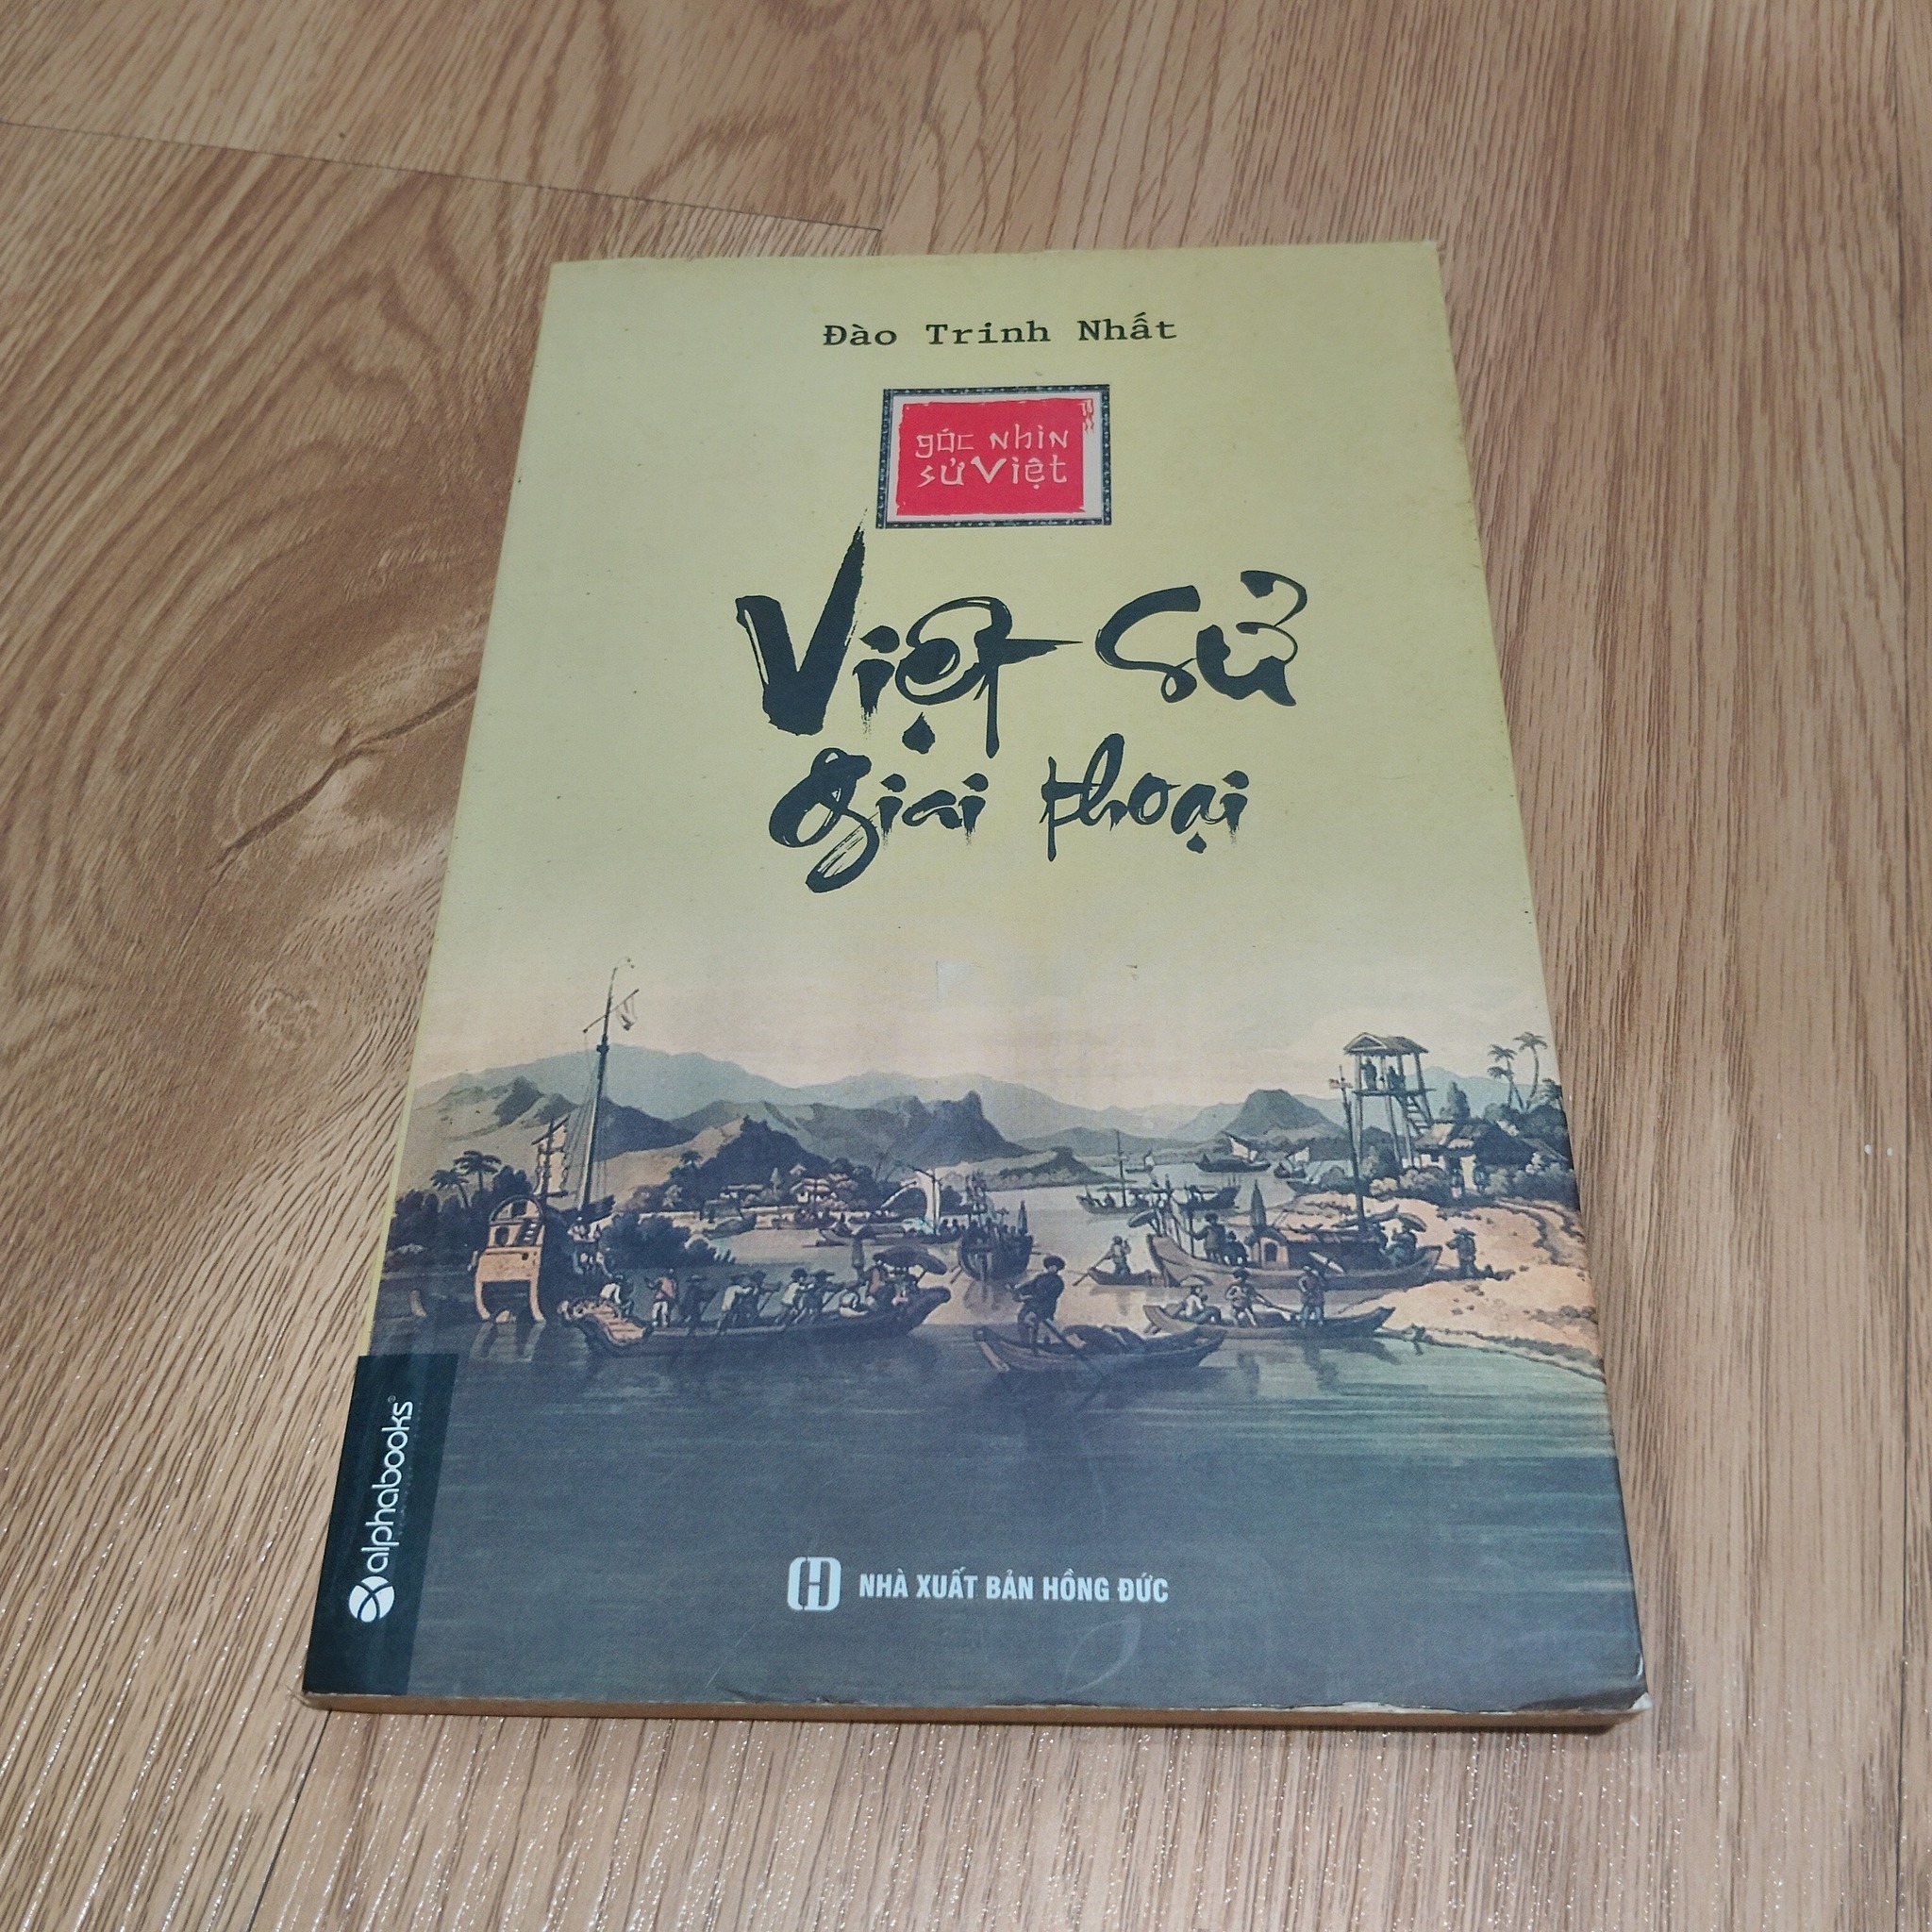 Đào Trinh Nhất
góc nhìn
sử Việt
Việt Sử
giai thoại
alphabooks®
NHÀ XUẤT BẢN HỒNG ĐỨC